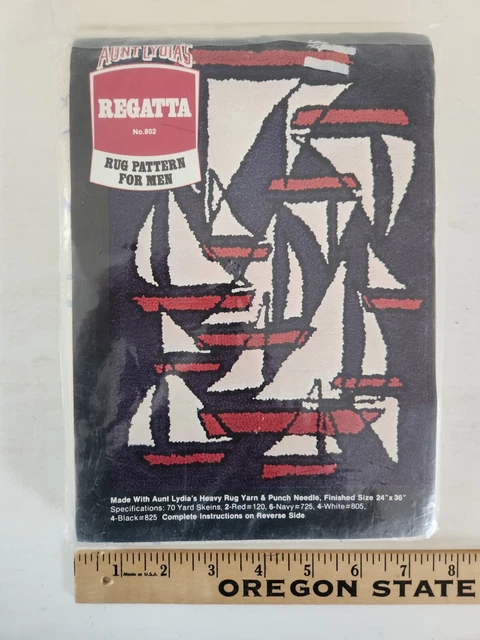 AUNT LYDIA'S
REGATTA
No.802
RUG PATTERN
FOR MEN
Made With Aunt Lydia's Heavy Rug Yarn & Punch Needle, Finished Size 24" x 36"
Specifications: 70 Yard Skeins, 2-Red=120, 6-Navy=725, 4-White=805,
4-Black=825 Complete Instructions on Reverse Side
1 2 3 4 5 6 7 8
Made in U.S.A.
OREGON STATE